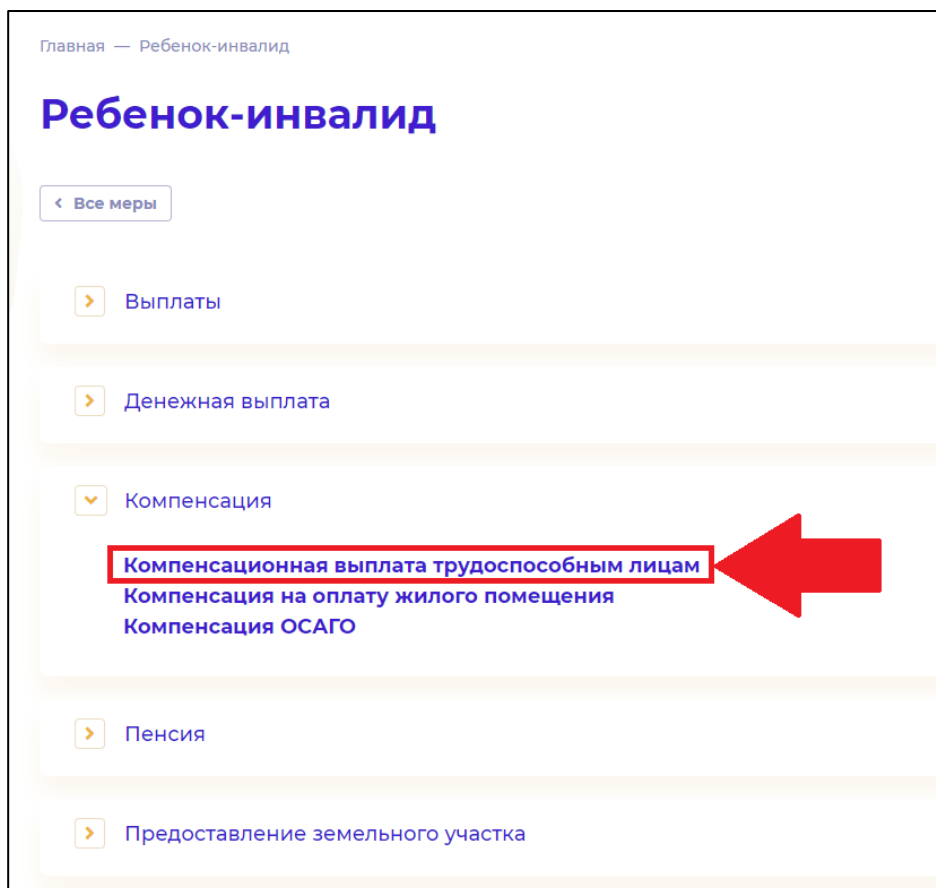 Главная — Ребенок-инвалид
Ребенок-инвалид
Все меры
Выплаты
Денежная выплата
Компенсация
Компенсационная выплата трудоспособным лицам
Компенсация на оплату жилого помещения
Компенсация ОСАГО
Пенсия
Предоставление земельного участка